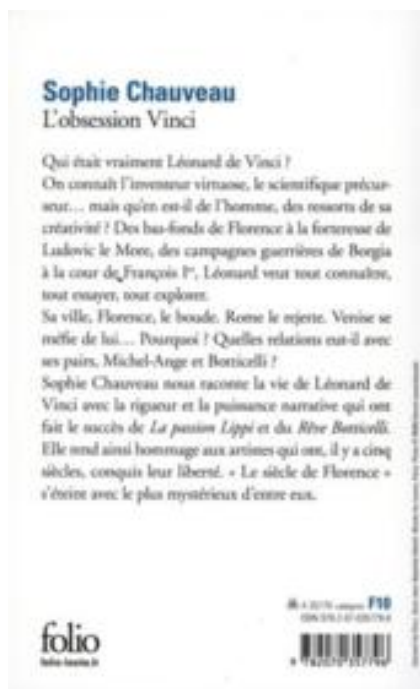 Sophie Chauveau
L'obsession Vinci
Qui était vraiment Léonard de Vinci ?
On connaît l'inventeur virtuose, le scientifique précur-
seur... mais qu'en est-il de l'homme, des ressorts de sa
créativité ? Des bas-fonds de Florence à la forteresse de
Ludovic le More, des campagnes guerrières de Borgia
à la cour de François Ier, Léonard veut tout connaître,
tout essayer, tout explorer.
Sa ville, Florence, le boude. Rome le rejette. Venise se
méfie de lui... Pourquoi ? Quelles relations eut-il avec
ses pairs, Michel-Ange et Botticelli ?
Sophie Chauveau nous raconte la vie de Léonard de
Vinci avec la rigueur et la puissance narrative qui ont
fait le succès de La passion Lippi et du Rêve Botticelli.
Elle rend ainsi hommage aux artistes qui ont, il y a cinq
siècles, conquis leur liberté. « Le siècle de Florence »
s'éteint avec le plus mystérieux d'entre eux.
F10
folio
9 782070 357796